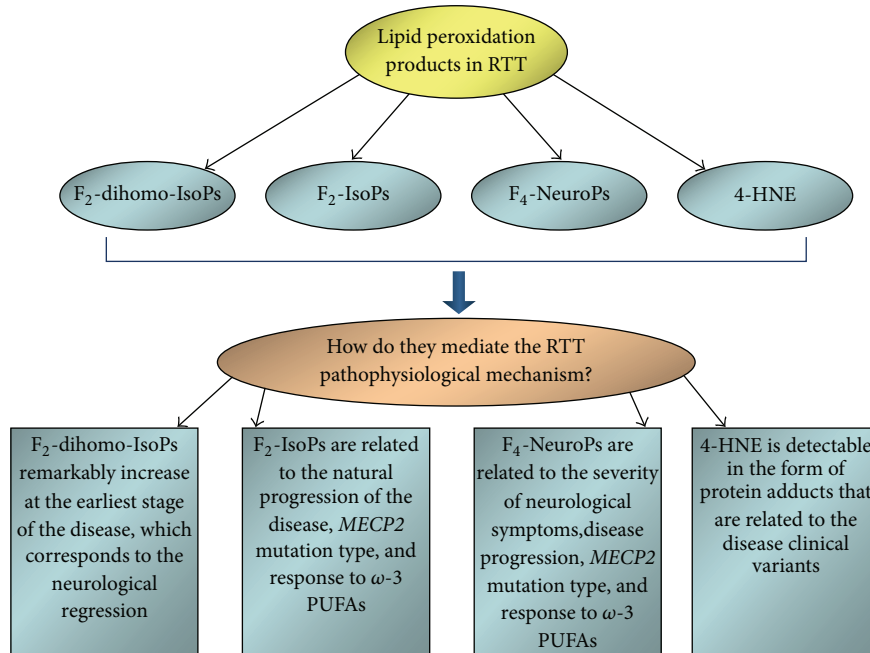 Lipid peroxidation
products in RTT
F₂-dihomo-IsoPs
F₂-IsoPs
F₄-NeuroPs
4-HNE
How do they mediate the RTT
pathophysiological mechanism?
F₂-dihomo-IsoPs
remarkably increase
at the earliest stage
of the disease, which
corresponds to the
neurological
regression
F₂-IsoPs are related
to the natural
progression of the
disease, MECP2
mutation type, and
response to ω-3
PUFAs
F₄-NeuroPs are
related to the severity
of neurological
symptoms,disease
progression, MECP2
mutation type, and
response to ω-3
PUFAs
4-HNE is detectable
in the form of
protein adducts that
are related to the
disease clinical
variants